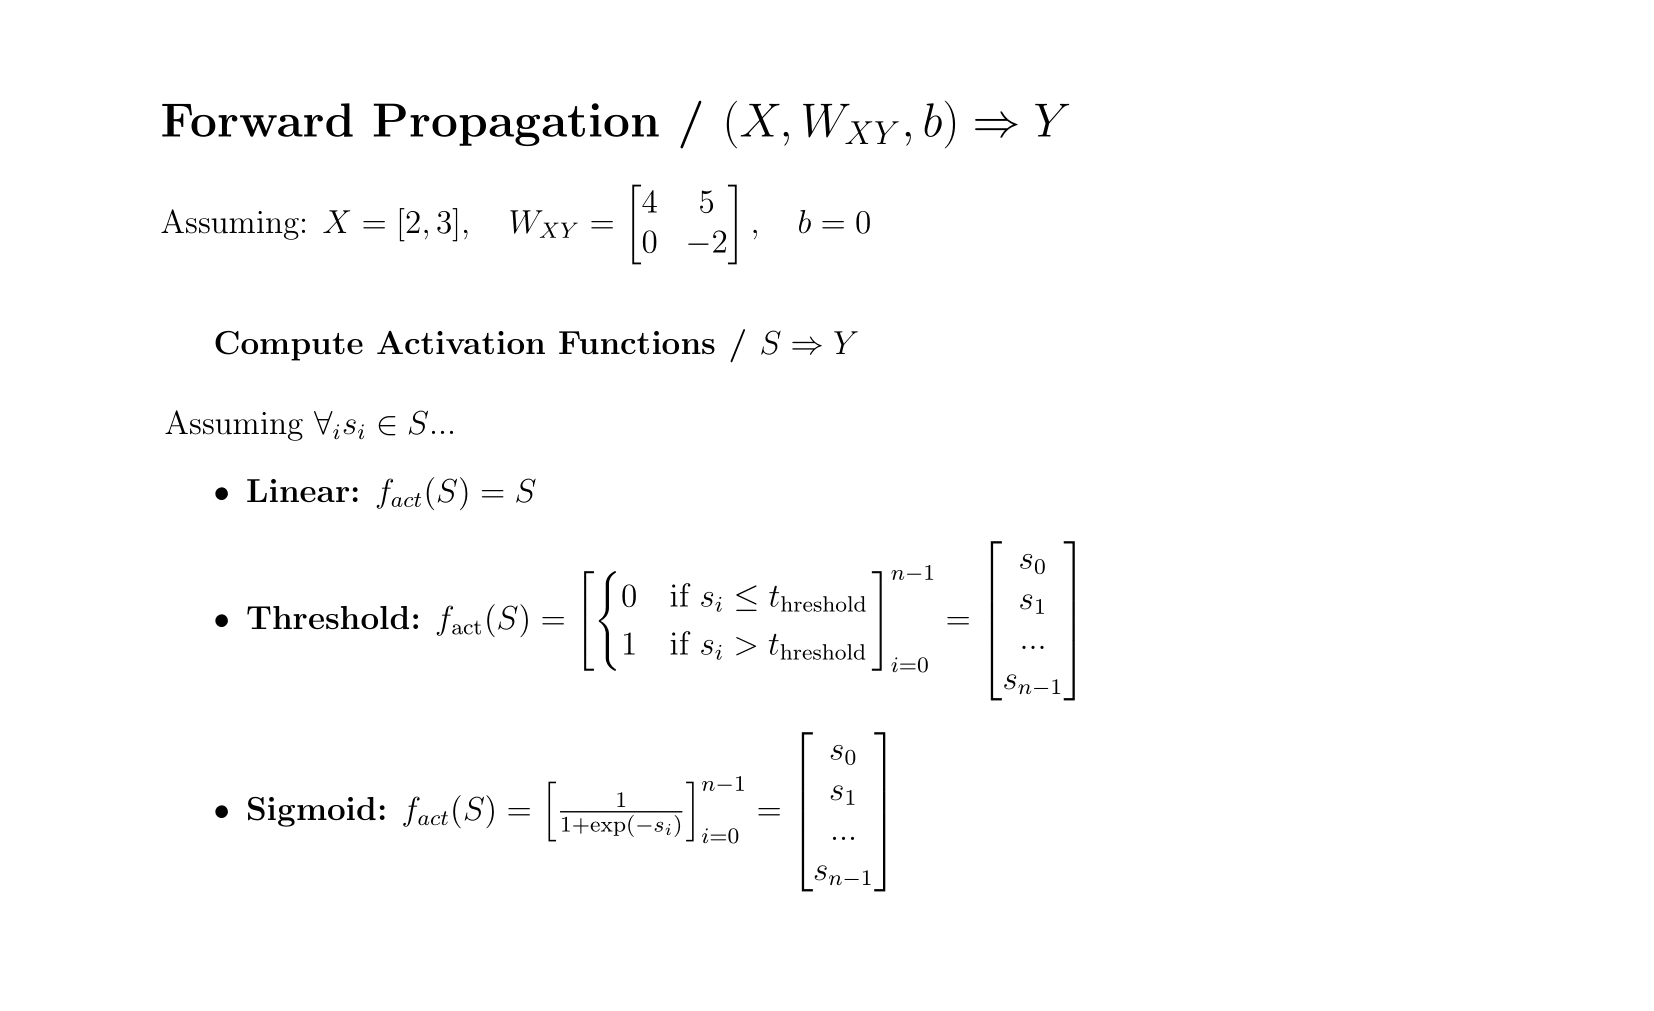 Forward Propagation / $(X, W_{XY}, b) \Rightarrow Y$
Assuming: $X = [2, 3], \quad W_{XY} = \begin{bmatrix} 4 & 5 \\ 0 & -2 \end{bmatrix}, \quad b = 0$
Compute Activation Functions / $S \Rightarrow Y$
Assuming $\forall_i s_i \in S...$
• Linear: $f_{act}(S) = S$
• Threshold: $f_{\text{act}}(S) = \left[ \begin{cases} 0 & \text{if } s_i \leq t_{\text{hreshold}} \\ 1 & \text{if } s_i > t_{\text{hreshold}} \end{cases} \right]_{i=0}^{n-1} = \begin{bmatrix} s_0 \\ s_1 \\ ... \\ s_{n-1} \end{bmatrix}$
• Sigmoid: $f_{act}(S) = \left[ \frac{1}{1+\exp(-s_i)} \right]_{i=0}^{n-1} = \begin{bmatrix} s_0 \\ s_1 \\ ... \\ s_{n-1} \end{bmatrix}$